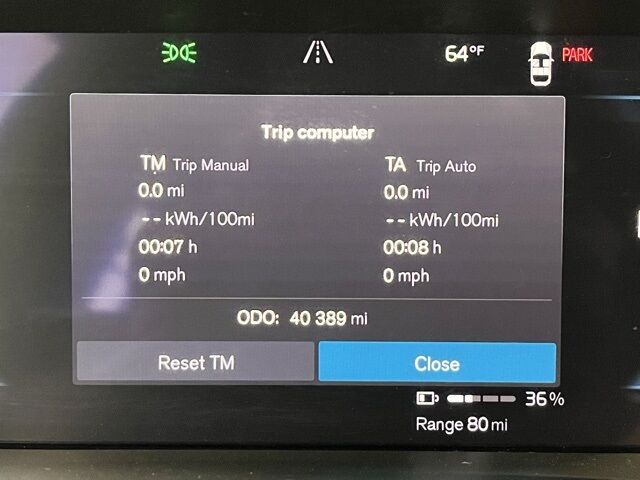 64°F PARK
Trip computer
TM Trip Manual TA Trip Auto
0.0 mi 0.0 mi
-- kWh/100mi -- kWh/100mi
00:07 h 00:08 h
0 mph 0 mph
ODO: 40 389 mi
Reset TM Close
36%
Range 80 mi